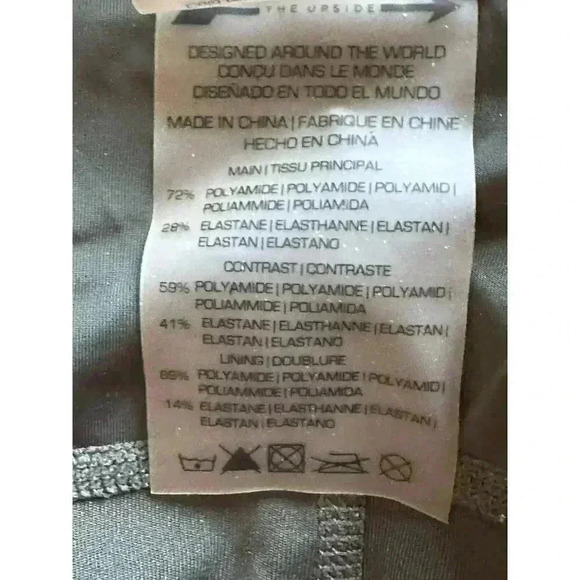 THE UPSIDE
DESIGNED AROUND THE WORLD
CONÇU DANS LE MONDE
DISEÑADO EN TODO EL MUNDO
MADE IN CHINA | FABRIQUE EN CHINE
HECHO EN CHINA
MAIN | TISSU PRINCIPAL
72% POLYAMIDE | POLYAMIDE | POLYAMID |
POLIAMMIDE | POLIAMIDA
28% ELASTANE | ELASTHANNE | ELASTAN |
ELASTAN | ELASTANO
CONTRAST | CONTRASTE
59% POLYAMIDE | POLYAMIDE | POLYAMID |
POLIAMMIDE | POLIAMIDA
41% ELASTANE | ELASTHANNE | ELASTAN |
ELASTAN | ELASTANO
LINING | DOUBLURE
POLYAMIDE | POLYAMIDE | POLYAMID |
POLIAMMIDE | POLIAMIDA
14% ELASTANE | ELASTHANNE | ELASTAN |
ELASTAN | ELASTANO